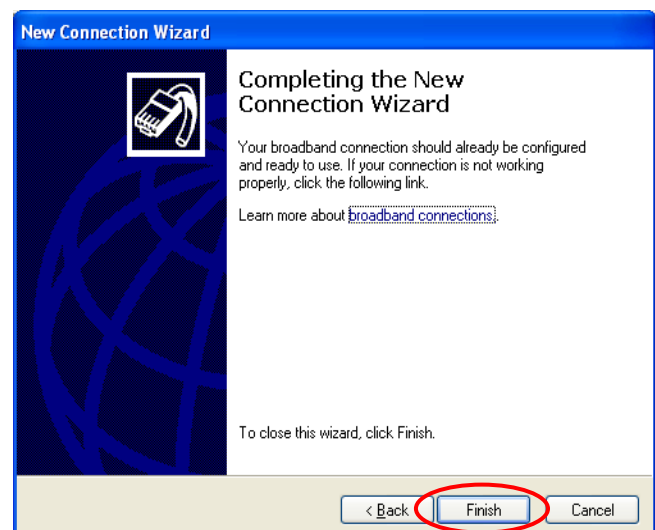 New Connection Wizard
Completing the New
Connection Wizard
Your broadband connection should already be configured
and ready to use. If your connection is not working
properly, click the following link.
Learn more about broadband connections.
To close this wizard, click Finish.
< Back
Finish
Cancel